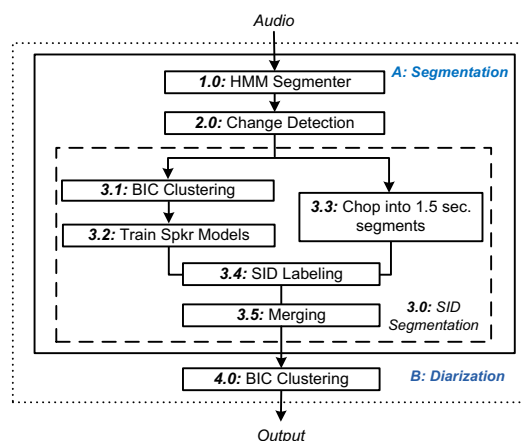 Audio
A: Segmentation
1.0: HMM Segmenter
2.0: Change Detection
3.1: BIC Clustering
3.2: Train Spkr Models
3.3: Chop into 1.5 sec.
segments
3.4: SID Labeling
3.5: Merging
3.0: SID
Segmentation
4.0: BIC Clustering
B: Diarization
Output